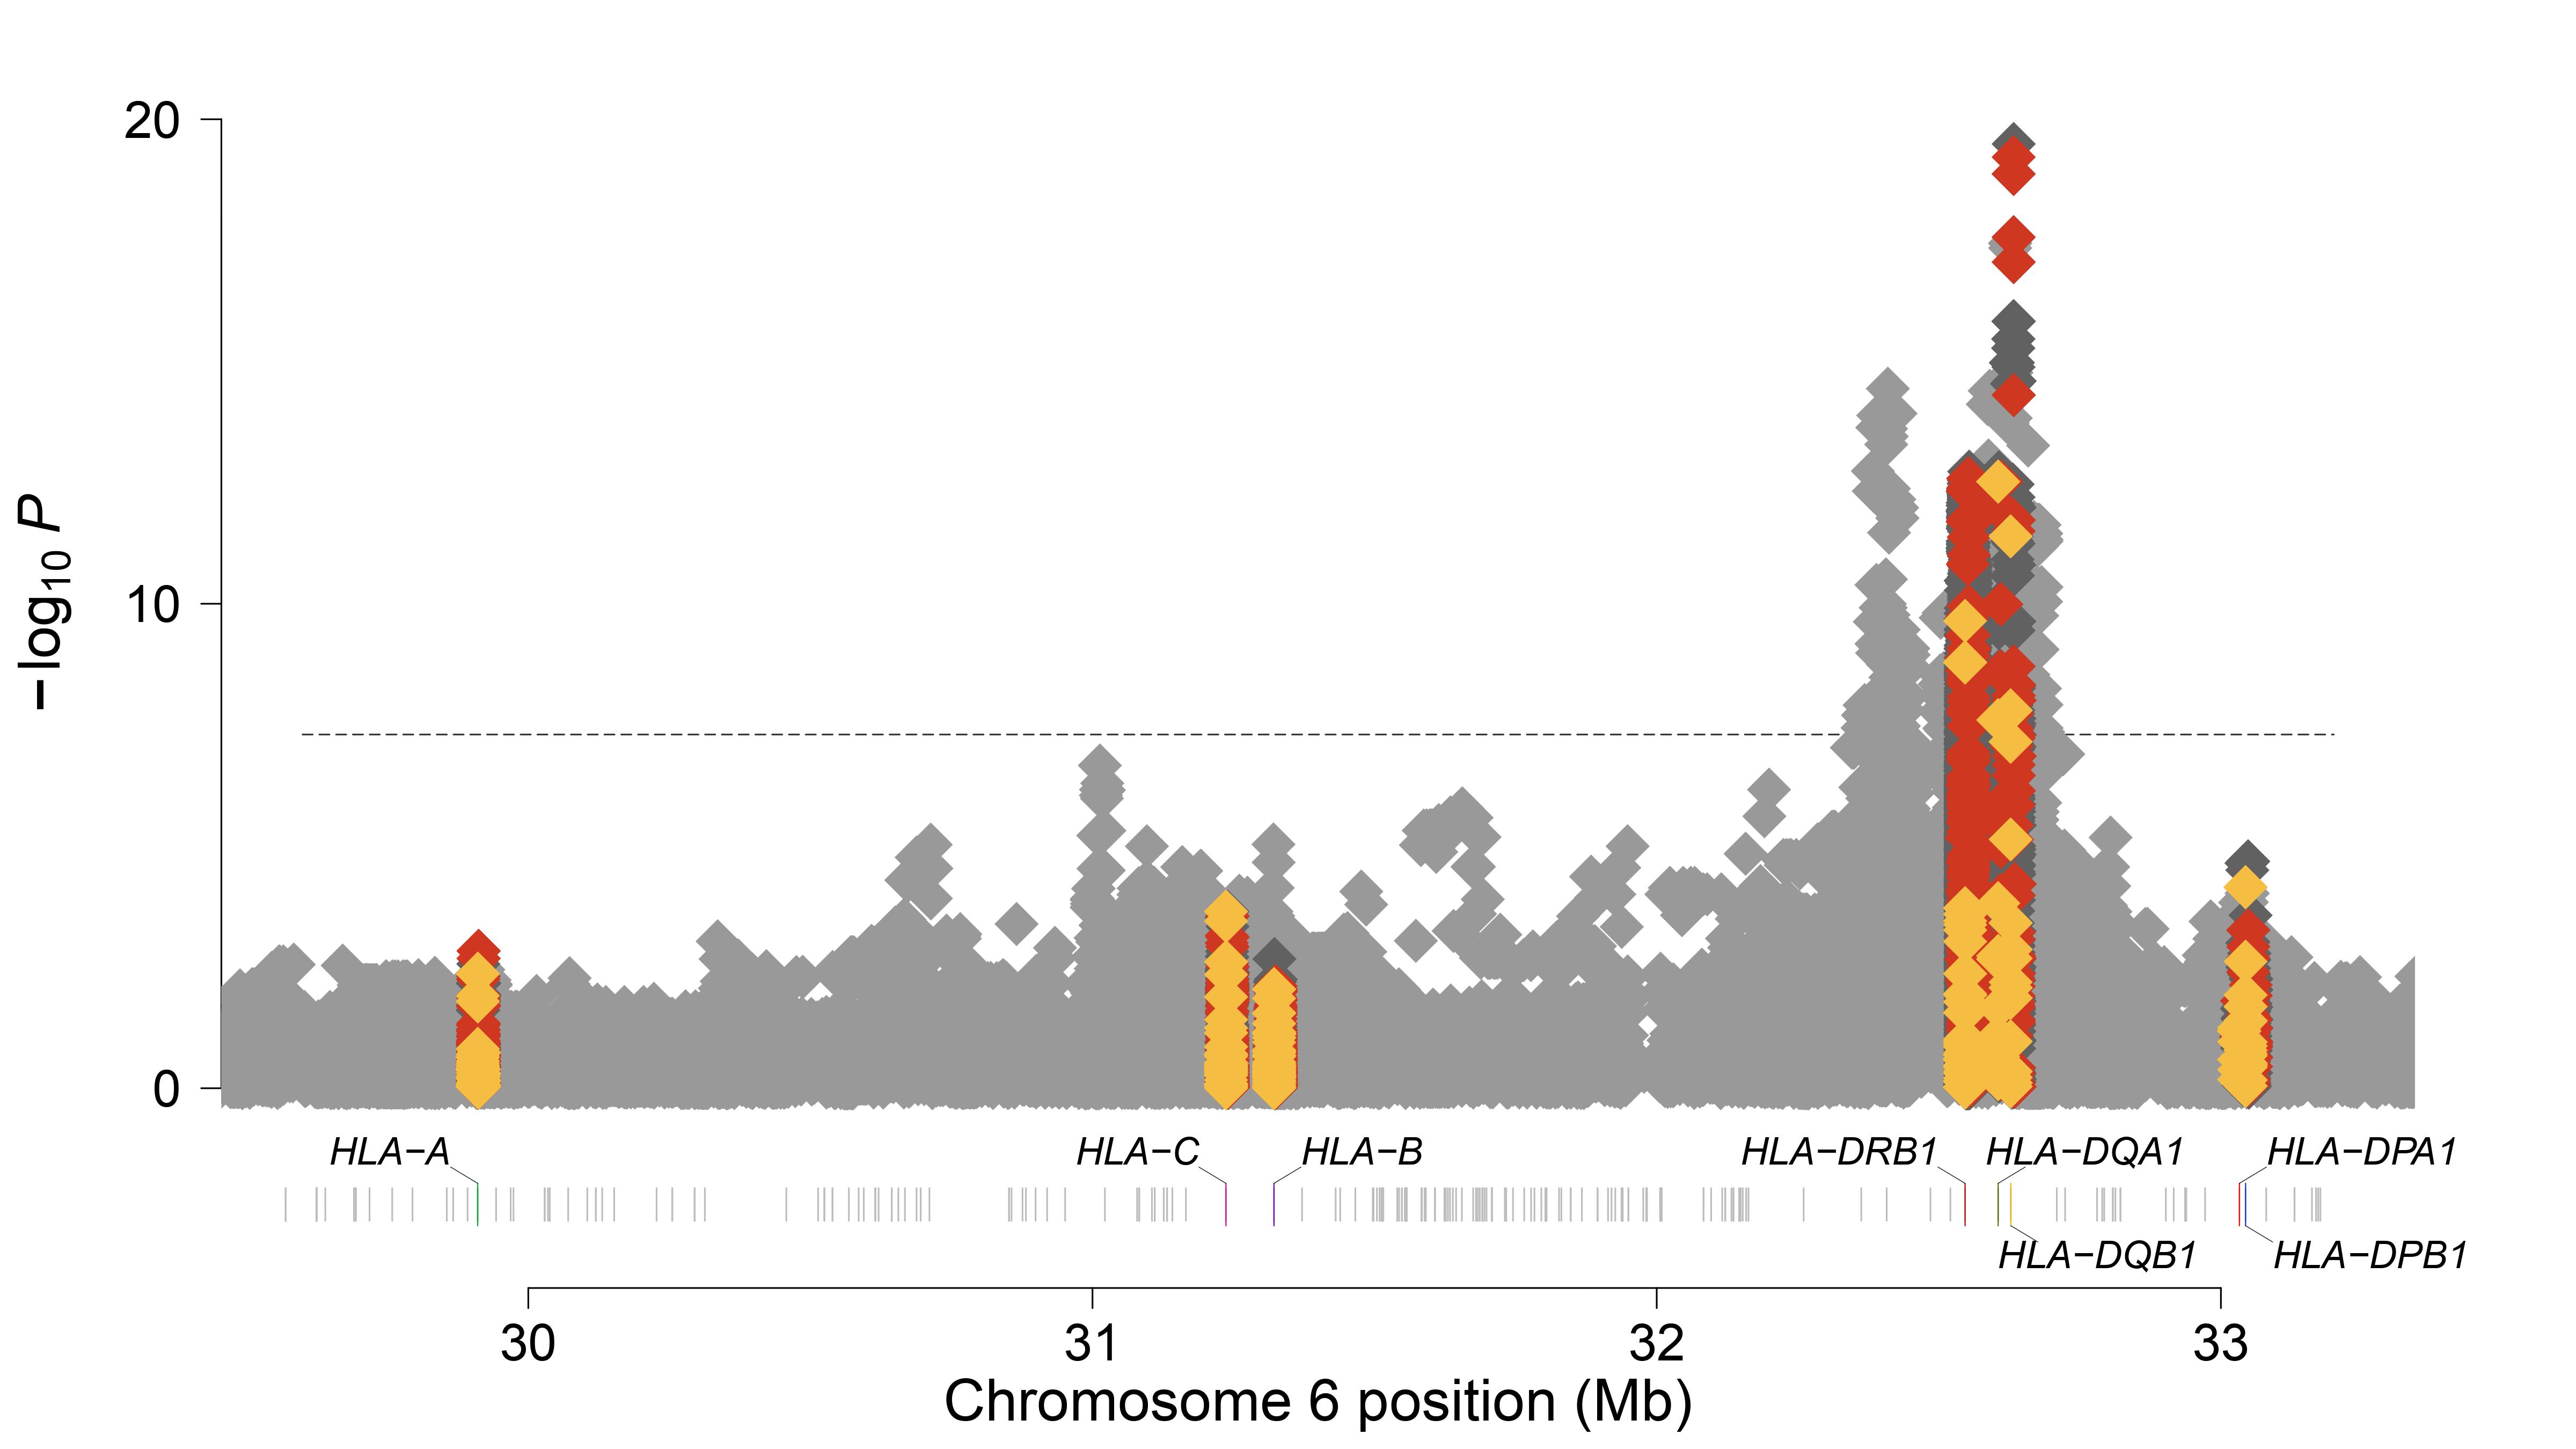 20
10
0
−log10 P
HLA−A
HLA−C
HLA−B
HLA−DRB1
HLA−DQA1
HLA−DPA1
HLA−DQB1
HLA−DPB1
30
31
32
33
Chromosome 6 position (Mb)